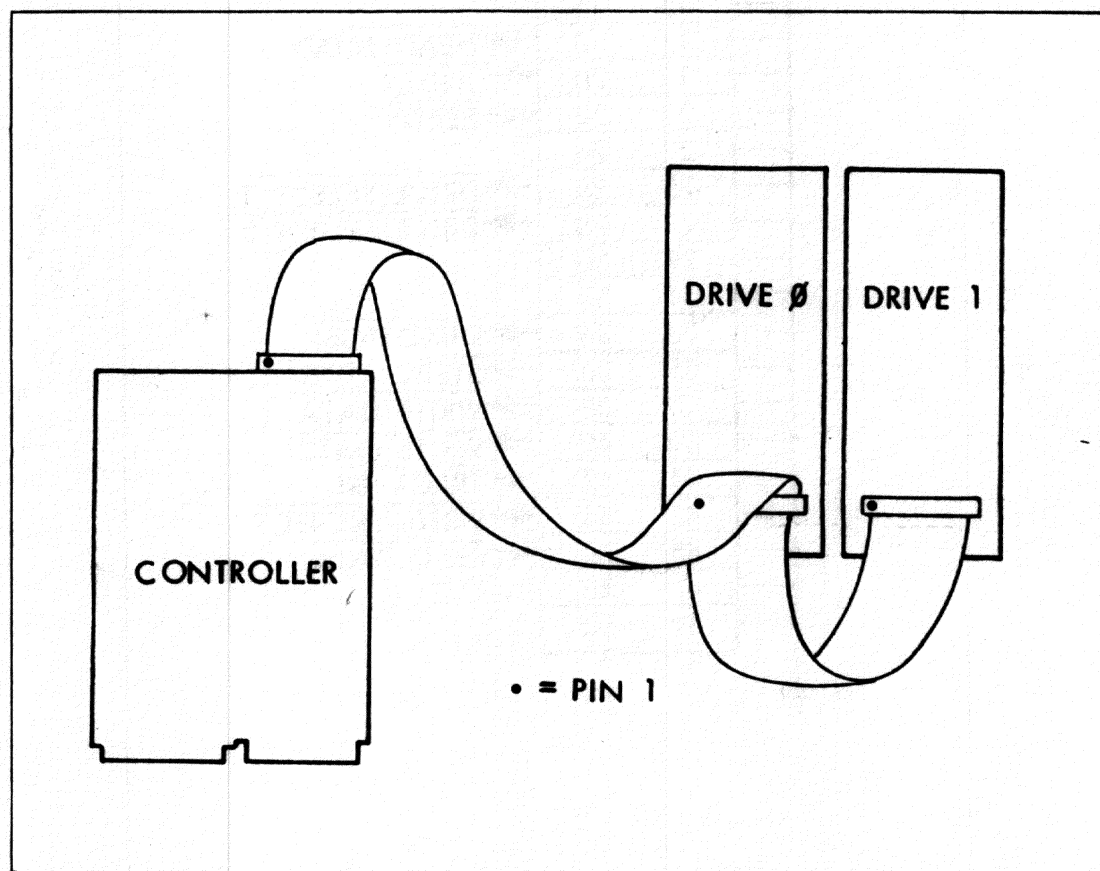 DRIVE Ø
DRIVE 1
CONTROLLER
• = PIN 1